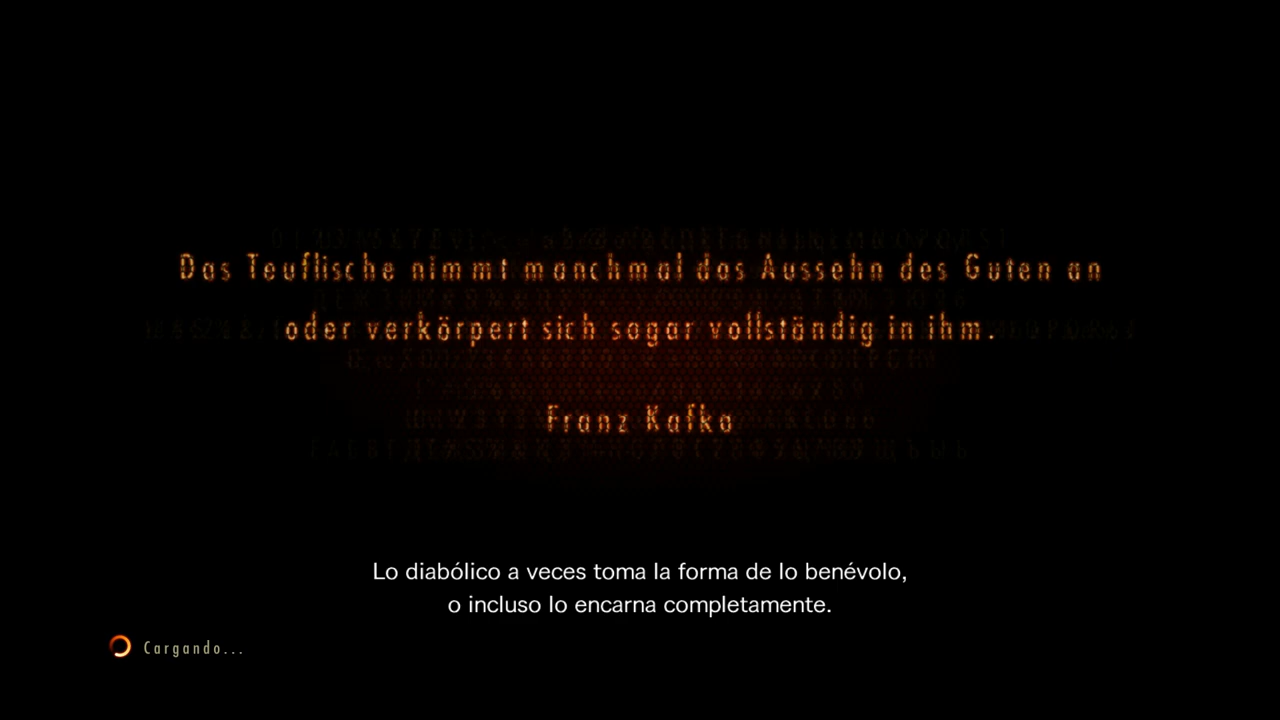 Das Teuflische nimmt manchmal das Aussehn des Guten an
oder verkörpert sich sogar vollständig in ihm.
Franz Kafka
Lo diabólico a veces toma la forma de lo benévolo,
o incluso lo encarna completamente.
Cargando...